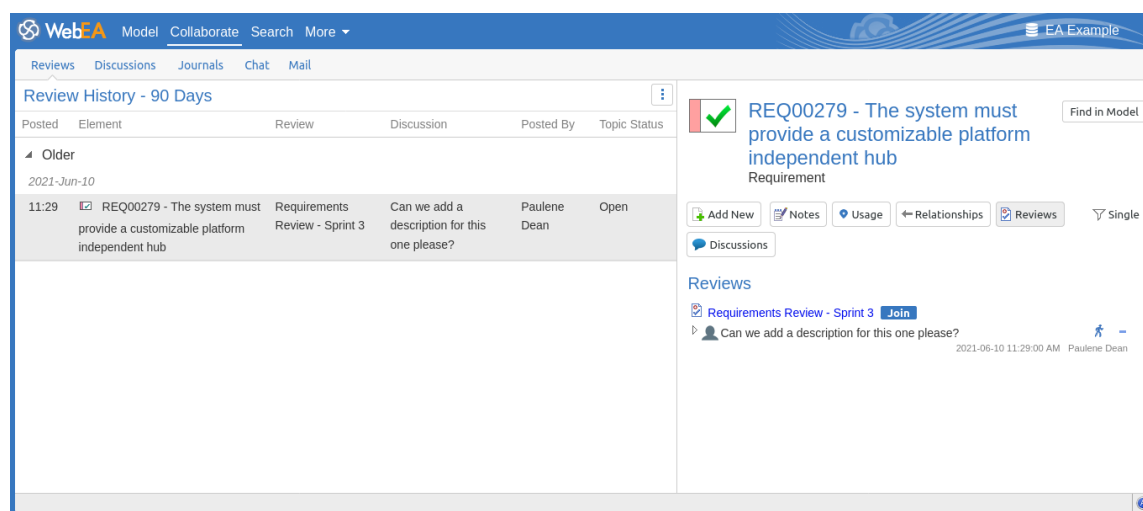 WebEA Model Collaborate Search More EA Example
Reviews Discussions Journals Chat Mail
Review History - 90 Days
Posted Element Review Discussion Posted By Topic Status
Older
2021-Jun-10
11:29 REQ00279 - The system must Requirements Can we add a Paulene Open
provide a customizable platform Review - Sprint 3 description for this Dean
independent hub one please?
REQ00279 - The system must Find in Model
provide a customizable platform
independent hub
Requirement
Add New Notes Usage Relationships Reviews Single
Discussions
Reviews
Requirements Review - Sprint 3 Join
Can we add a description for this one please?
2021-06-10 11:29:00 AM Paulene Dean